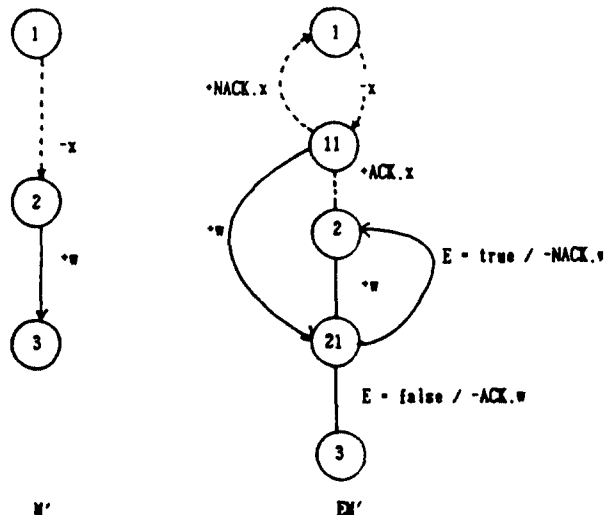 1
-x
2
+w
3
M'
1
+NACK.x
-x
11
+ACK.x
+w
2
E = true / -NACK.w
+w
21
E = false / -ACK.w
3
EM'